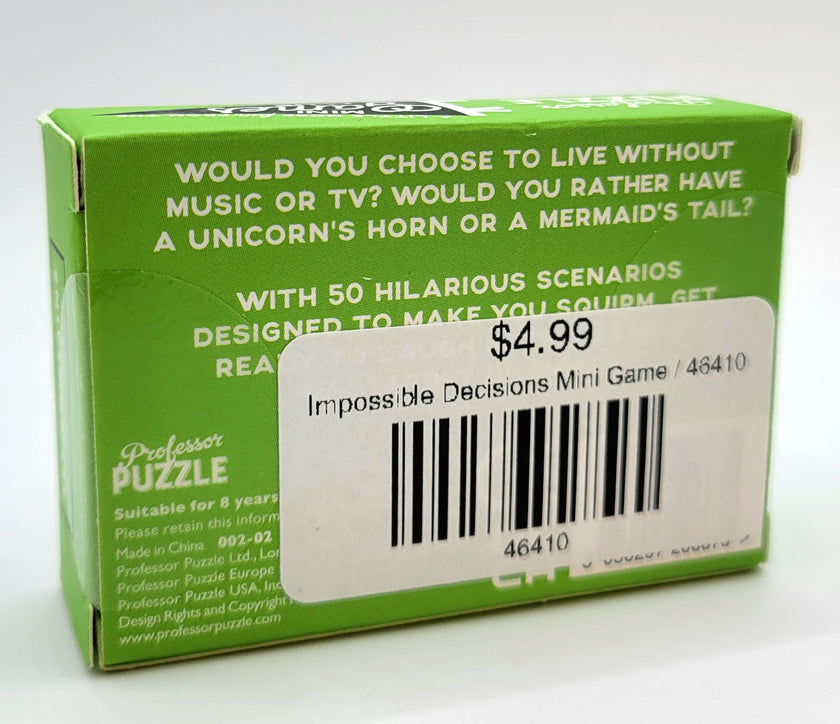 WOULD YOU CHOOSE TO LIVE WITHOUT
MUSIC OR TV? WOULD YOU RATHER HAVE
A UNICORN'S HORN OR A MERMAID'S TAIL?
WITH 50 HILARIOUS SCENARIOS
DESIGNED TO MAKE YOU SQUIRM, GET
$4.99
Impossible Decisions Mini Game / 46410
46410
Professor
PUZZLE
Suitable for 8 years
Please retain this
Made in China 002-02
Professor Puzzle Ltd.,
Professor Puzzle Europe
Professor Puzzle USA,
Design Rights and Copyright
www.professorpuzzle.com